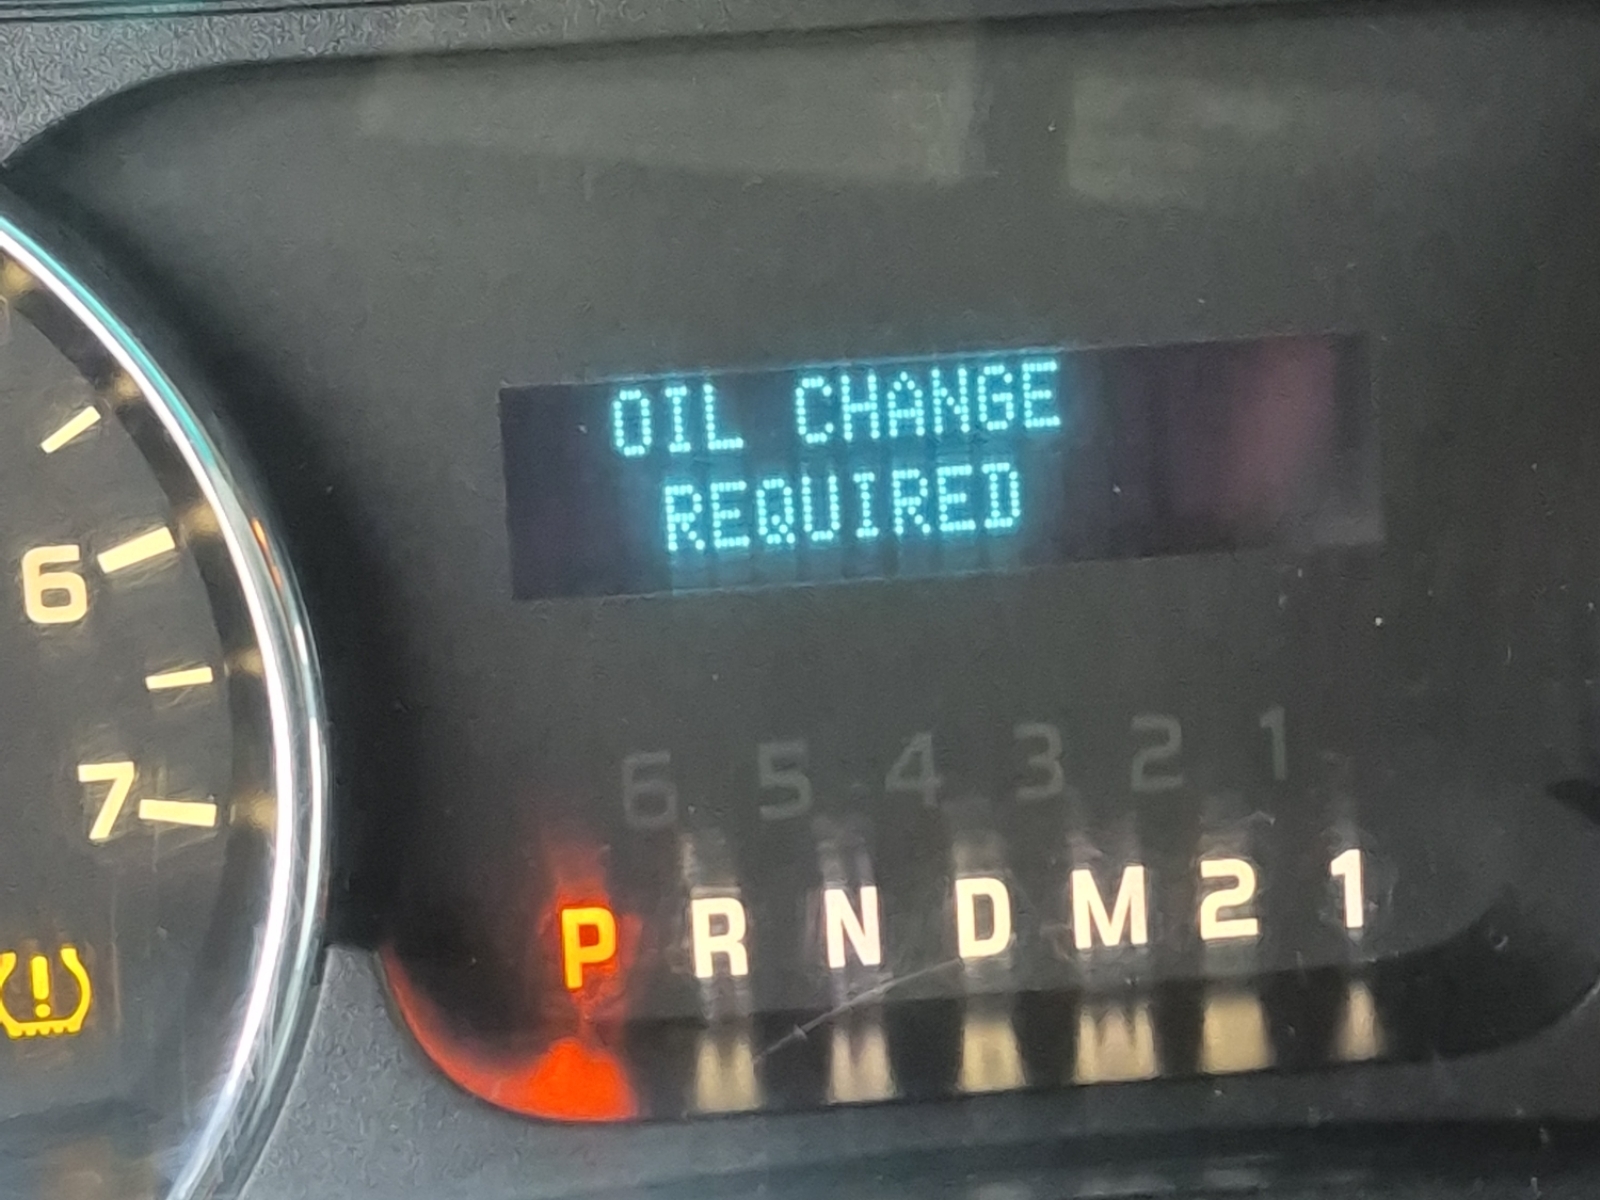 OIL CHANGE
REQUIRED
6
7
6 5 4 3 2 1
P R N D M 2 1